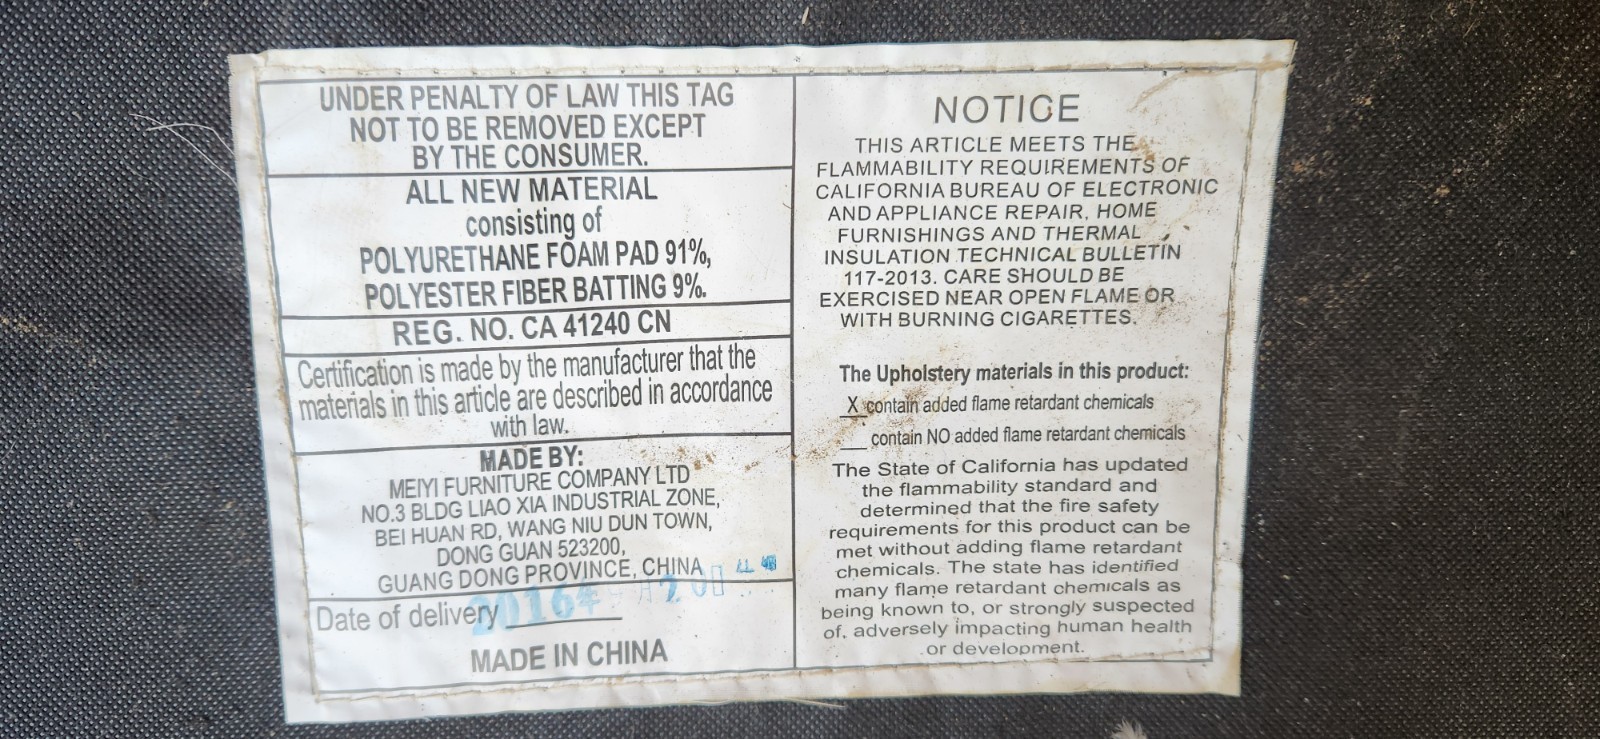 UNDER PENALTY OF LAW THIS TAG
NOT TO BE REMOVED EXCEPT
BY THE CONSUMER.
ALL NEW MATERIAL
consisting of
POLYURETHANE FOAM PAD 91%,
POLYESTER FIBER BATTING 9%.
REG. NO. CA 41240 CN
Certification is made by the manufacturer that the
materials in this article are described in accordance
with law.
MADE BY:
MEIYI FURNITURE COMPANY LTD
NO.3 BLDG LIAO XIA INDUSTRIAL ZONE,
BEI HUAN RD, WANG NIU DUN TOWN,
DONG GUAN 523200,
GUANG DONG PROVINCE, CHINA
Date of delivery 2016
MADE IN CHINA
NOTICE
THIS ARTICLE MEETS THE
FLAMMABILITY REQUIREMENTS OF
CALIFORNIA BUREAU OF ELECTRONIC
AND APPLIANCE REPAIR, HOME
FURNISHINGS AND THERMAL
INSULATION TECHNICAL BULLETIN
117-2013. CARE SHOULD BE
EXERCISED NEAR OPEN FLAME OR
WITH BURNING CIGARETTES.
The Upholstery materials in this product:
X contain added flame retardant chemicals
__ contain NO added flame retardant chemicals
The State of California has updated
the flammability standard and
determined that the fire safety
requirements for this product can be
met without adding flame retardant
chemicals. The state has identified
many flame retardant chemicals as
being known to, or strongly suspected
of, adversely impacting human health
or development.